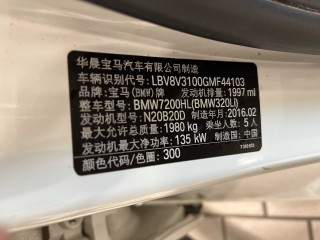 华晨宝马汽车有限公司制造
车辆识别代号: LBV8V3100GMF44103
品牌: 宝马(BMW)牌 发动机排量: 1997 ml
整车型号: BMW7200HL(BMW320Li)
发动机型号: N20B20D 制造年月: 2016.02
最大允许总质量: 1980 kg 乘坐人数: 5 人
发动机最大净功率: 135 kW 制造国: 中国
颜色代码/色圈: 300